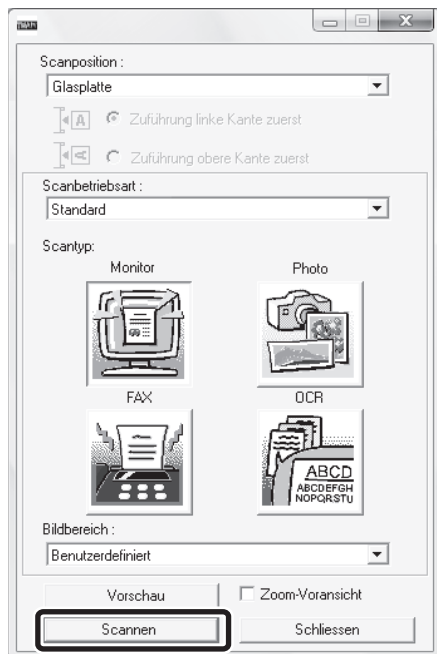 Scanposition :
Glasplatte
A
Zuführung linke Kante zuerst
A
Zuführung obere Kante zuerst
Scanbetriebsart :
Standard
Scantyp:
Monitor
Photo
FAX
OCR
ABCD
ABCDEFGH
NOPQRSTU
Bildbereich :
Benutzerdefiniert
Vorschau
Zoom-Voransicht
Scannen
Schliessen